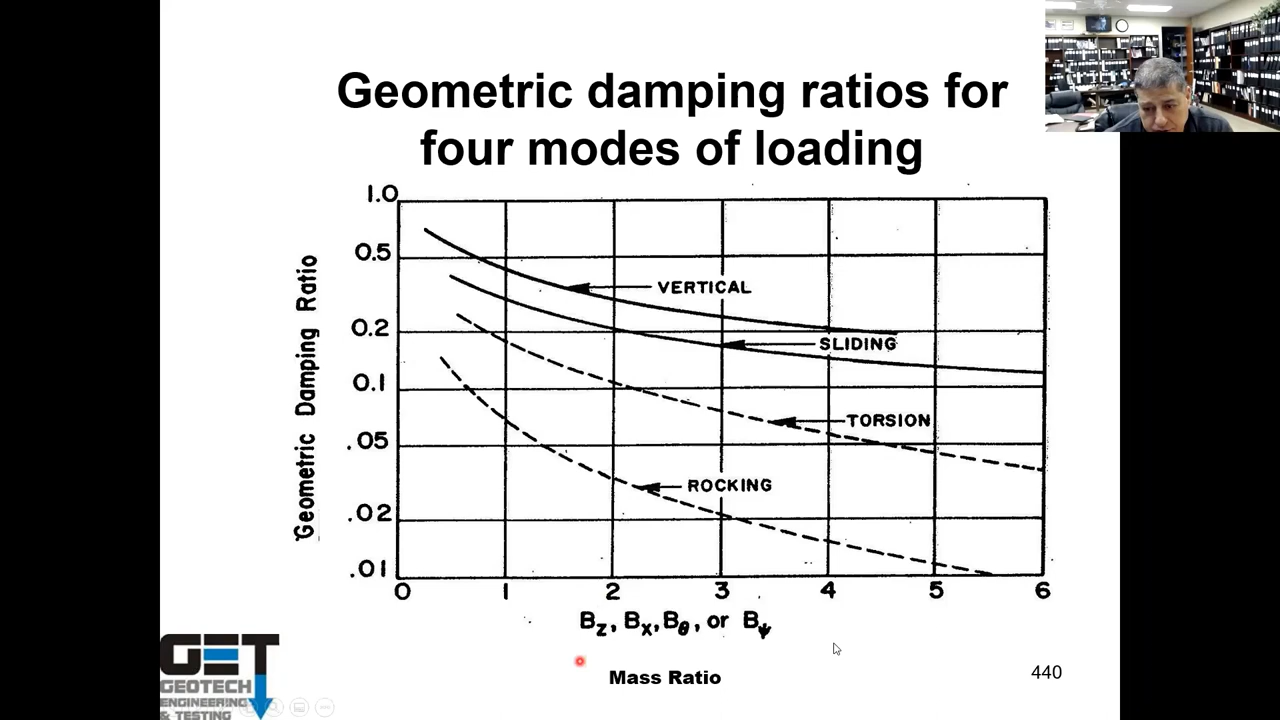 Geometric damping ratios for
four modes of loading
Geometric Damping Ratio
1.0
0.5
0.2
0.1
.05
.02
.01
VERTICAL
SLIDING
TORSION
ROCKING
0 1 2 3 4 5 6
Bz, Bx, Bθ, or Bψ
Mass Ratio
440
GET
GEOTECH
ENGINEERING
& TESTING